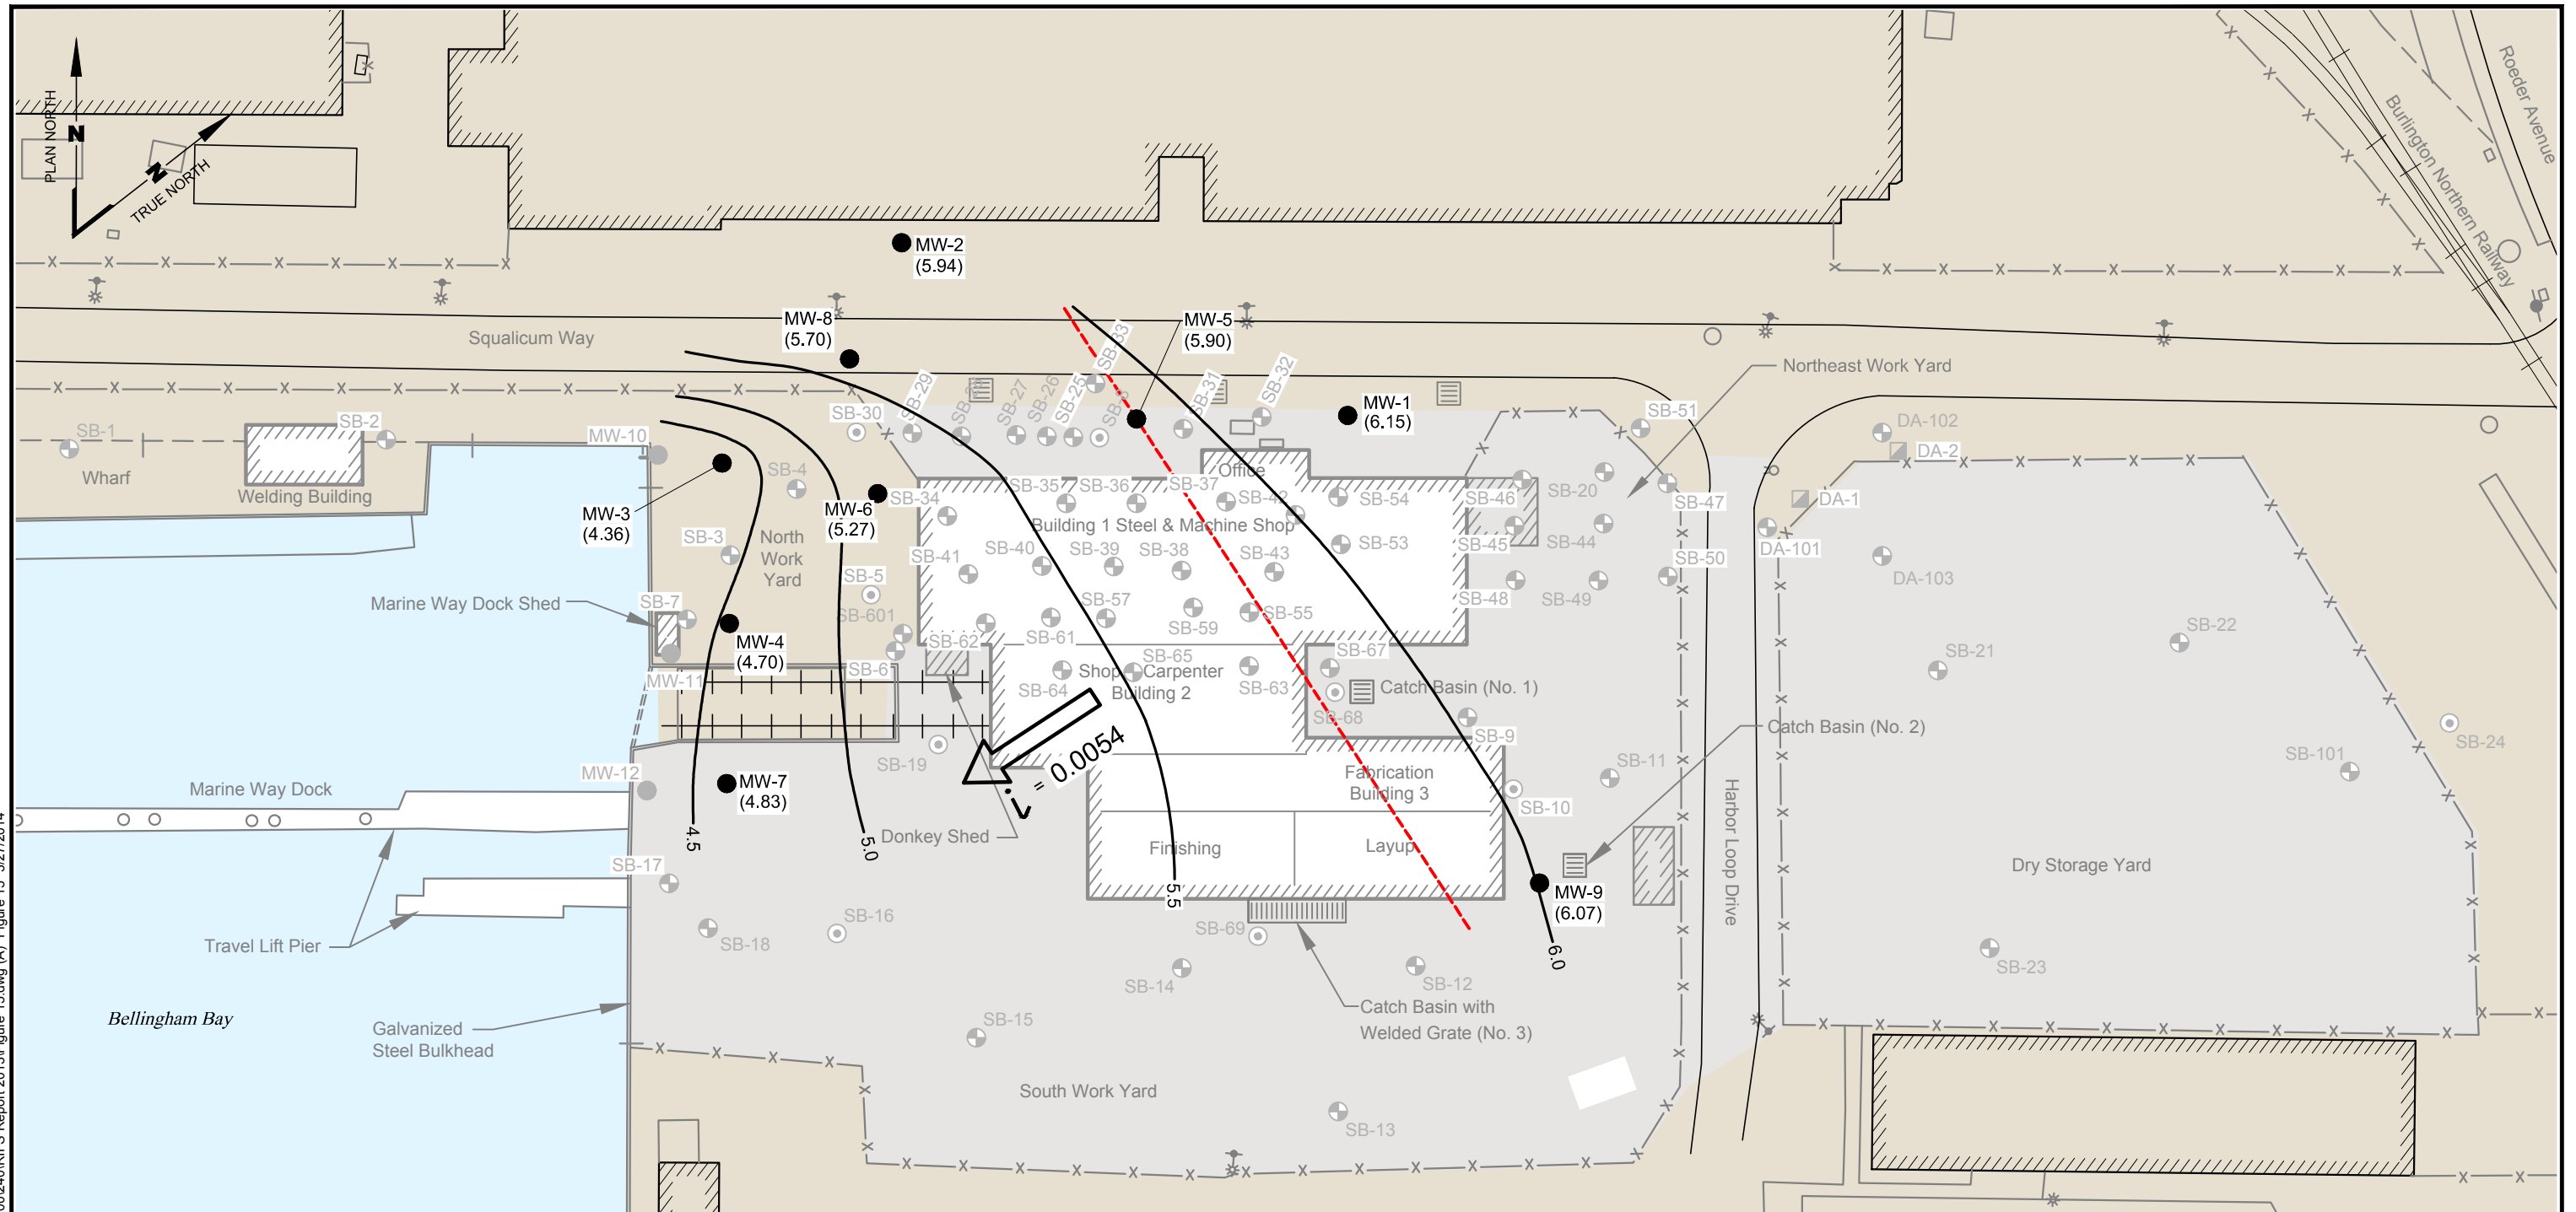 PLAN NORTH
N
N
TRUE NORTH
Roeder Avenue
Burlington Northern Railway
MW-2
(5.94)
MW-8
(5.70)
MW-5
(5.90)
Squalicum Way
SB-33
SB-32
SB-31
SB-29
SB-27
SB-26
SB-25
Northeast Work Yard
MW-1
(6.15)
SB-30
SB-51
DA-102
DA-2
DA-1
DA-101
DA-103
SB-1
SB-2
Wharf
Welding Building
MW-10
MW-3
(4.36)
SB-4
MW-6
(5.27)
SB-34
SB-35
SB-36
SB-37
SB-42
Office
SB-54
SB-46
SB-20
SB-47
Building 1 Steel & Machine Shop
SB-3
North
Work
Yard
SB-41
SB-40
SB-39
SB-38
SB-43
SB-53
SB-45
SB-44
SB-50
SB-5
SB-601
SB-7
Marine Way Dock Shed
SB-57
SB-59
SB-55
SB-48
SB-49
SB-62
SB-61
MW-4
(4.70)
SB-6
MW-11
SB-65
SB-64
Shop
Carpenter
Building 2
SB-63
SB-67
SB-68
Catch Basin (No. 1)
SB-9
SB-21
SB-22
Catch Basin (No. 2)
SB-24
SB-101
SB-19
0.0054
MW-12
MW-7
(4.83)
Marine Way Dock
Donkey Shed
4.5
5.0
5.5
6.0
Fabrication
Building 3
SB-11
SB-10
Finishing
Layup
Harbor Loop Drive
Dry Storage Yard
MW-9
(6.07)
SB-17
SB-16
SB-18
Travel Lift Pier
SB-69
SB-14
SB-12
SB-23
Catch Basin with
Welded Grate (No. 3)
Bellingham Bay
Galvanized
Steel Bulkhead
SB-15
South Work Yard
SB-13